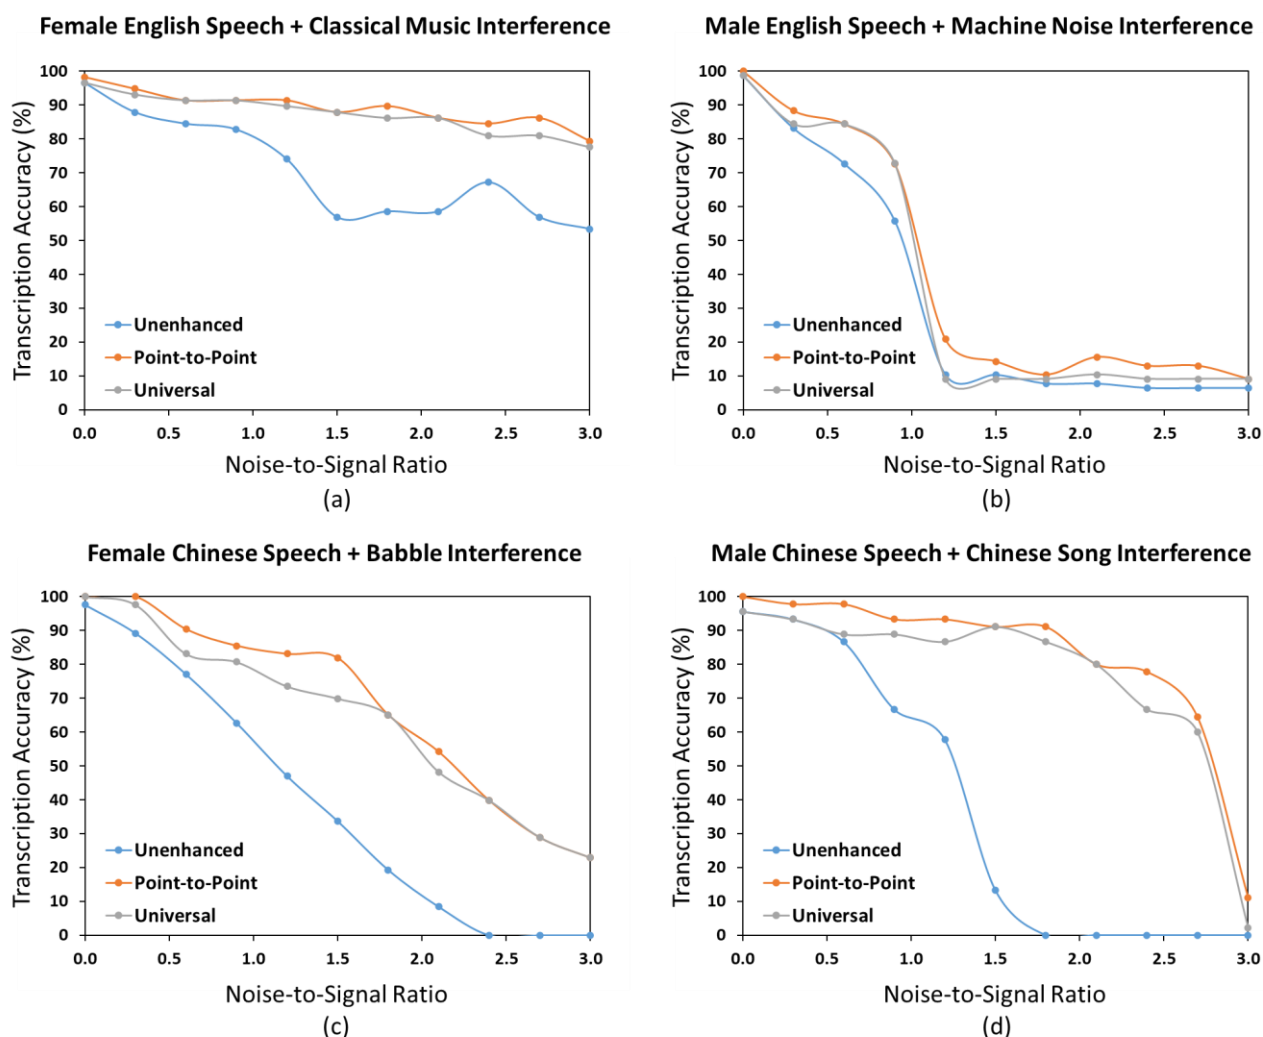 Female English Speech + Classical Music Interference
Transcription Accuracy (%)
100
90
80
70
60
50
40
30
20
10
0
Unenhanced
Point-to-Point
Universal
0.0 0.5 1.0 1.5 2.0 2.5 3.0
Noise-to-Signal Ratio
(a)
Male English Speech + Machine Noise Interference
Transcription Accuracy (%)
100
90
80
70
60
50
40
30
20
10
0
Unenhanced
Point-to-Point
Universal
0.0 0.5 1.0 1.5 2.0 2.5 3.0
Noise-to-Signal Ratio
(b)
Female Chinese Speech + Babble Interference
Transcription Accuracy (%)
100
90
80
70
60
50
40
30
20
10
0
Unenhanced
Point-to-Point
Universal
0.0 0.5 1.0 1.5 2.0 2.5 3.0
Noise-to-Signal Ratio
(c)
Male Chinese Speech + Chinese Song Interference
Transcription Accuracy (%)
100
90
80
70
60
50
40
30
20
10
0
Unenhanced
Point-to-Point
Universal
0.0 0.5 1.0 1.5 2.0 2.5 3.0
Noise-to-Signal Ratio
(d)